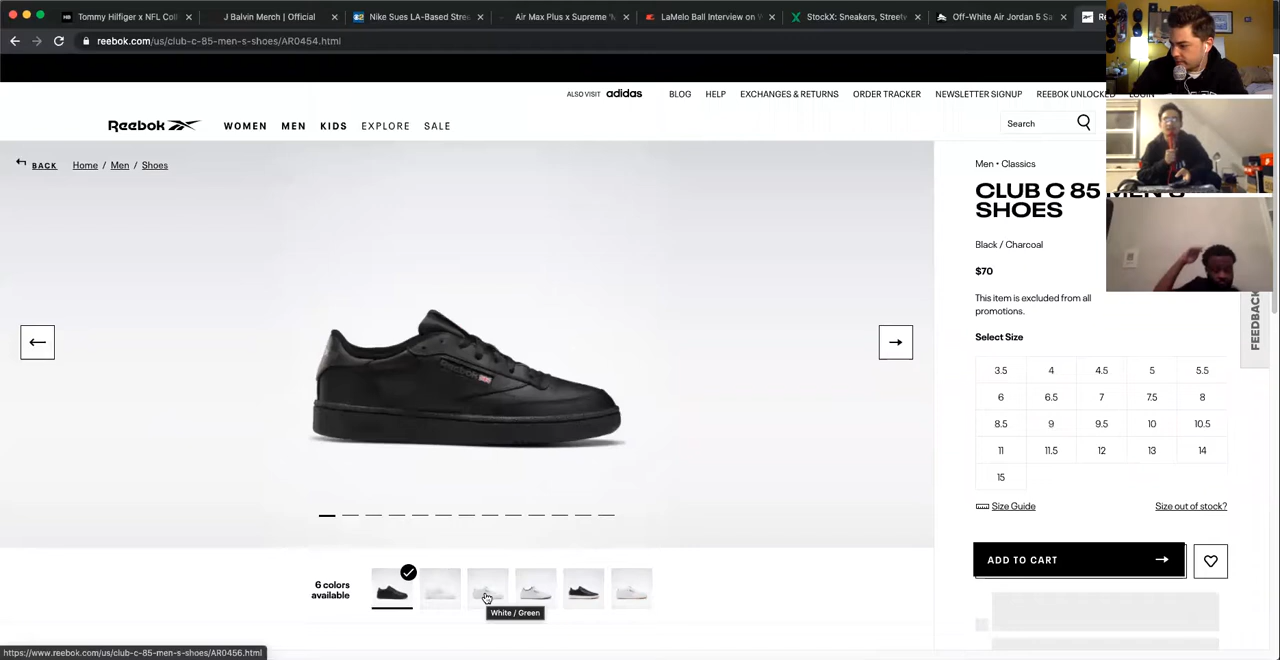 Tommy Hilfiger x NFL Coll
J Balvin Merch | Official
Nike Sues LA-Based Stree
Air Max Plus x Supreme 'M
LaMelo Ball Interview on W
StockX: Sneakers, Streetw
Off-White Air Jordan 5 Sa
reebok.com/us/club-c-85-men-s-shoes/AR0454.html
ALSO VISIT adidas BLOG HELP EXCHANGES & RETURNS ORDER TRACKER NEWSLETTER SIGNUP REEBOK UNLOCKED LOGIN
Reebok WOMEN MEN KIDS EXPLORE SALE Search
BACK Home / Men / Shoes
Men • Classics
CLUB C 85 MEN'S
SHOES
Black / Charcoal
$70
This item is excluded from all
promotions.
Select Size
3.5 4 4.5 5 5.5
6 6.5 7 7.5 8
8.5 9 9.5 10 10.5
11 11.5 12 13 14
15
Size Guide Size out of stock?
ADD TO CART
FEEDBACK
6 colors
available
White / Green
https://www.reebok.com/us/club-c-85-men-s-shoes/AR0456.html